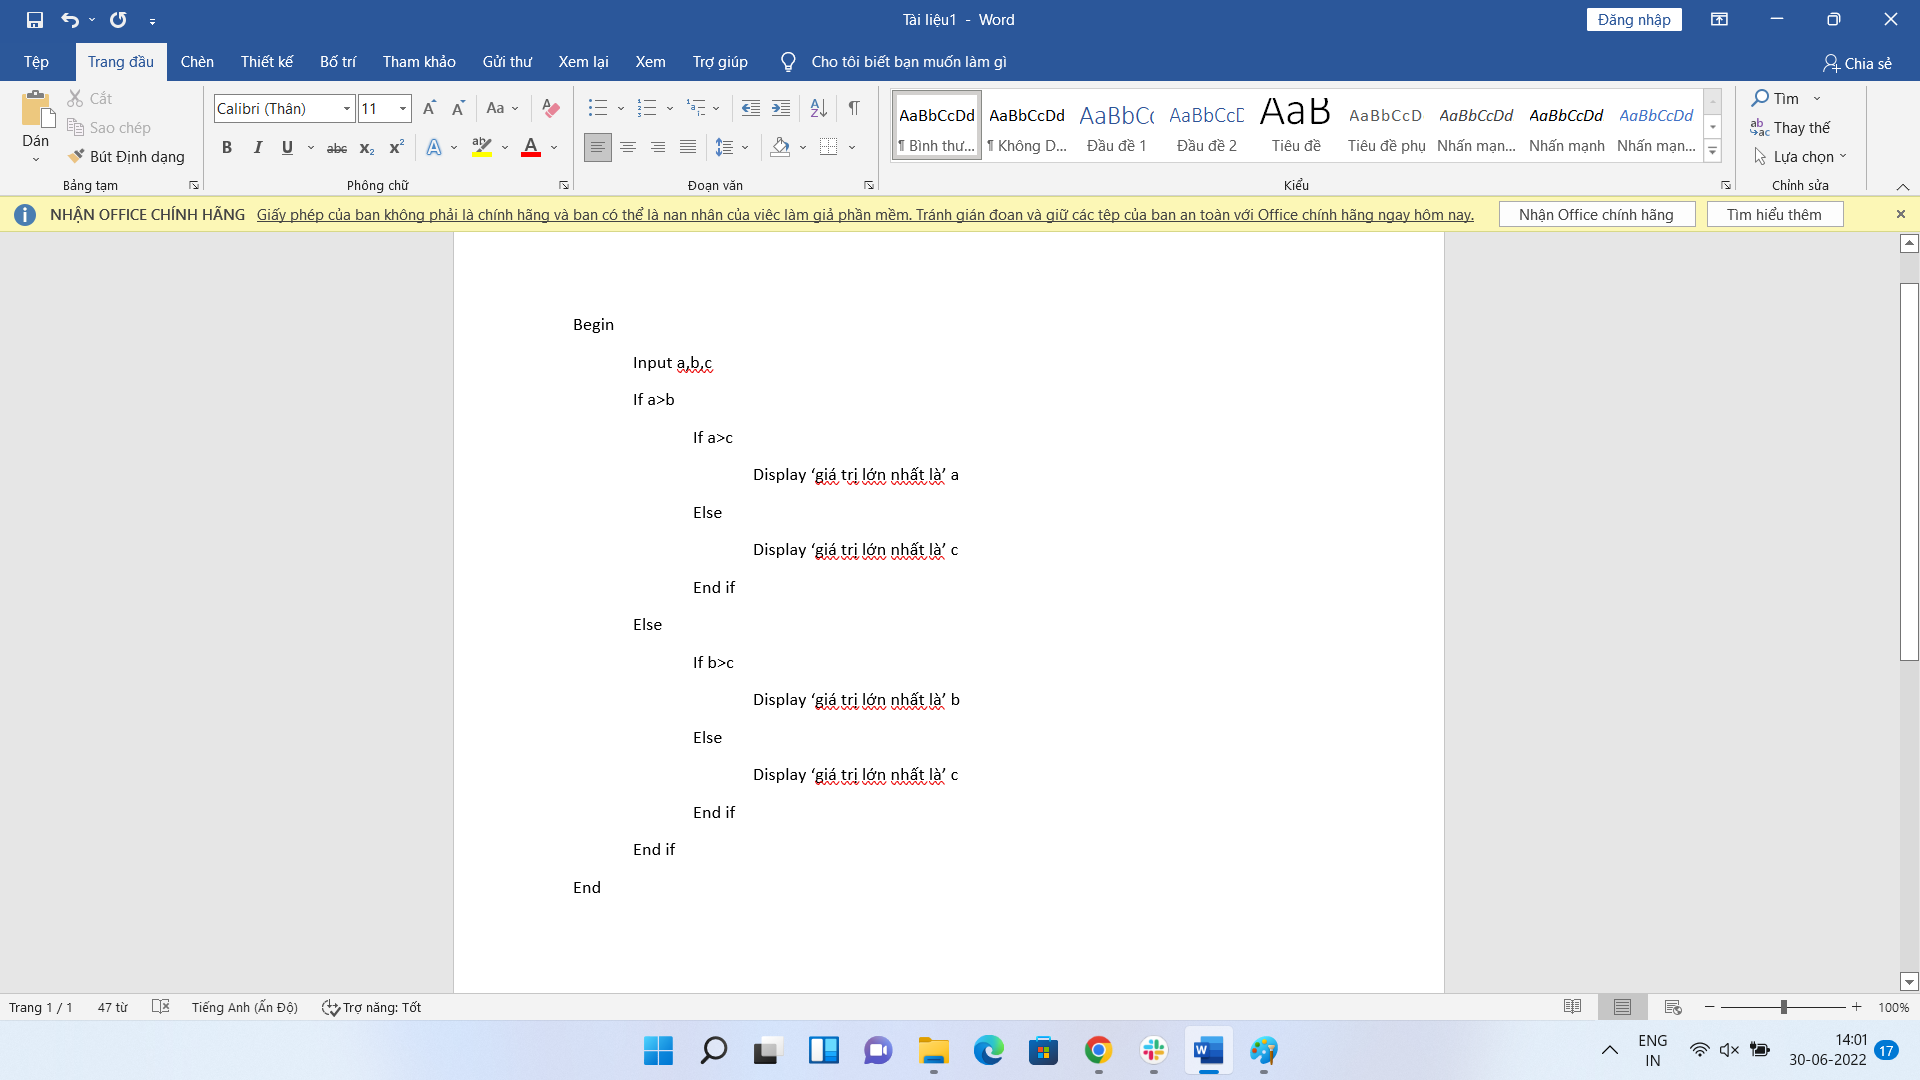 Tài liệu1 - Word
Đăng nhập
Tệp Trang đầu Chèn Thiết kế Bố trí Tham khảo Gửi thư Xem lại Xem Trợ giúp Cho tôi biết bạn muốn làm gì Chia sẻ
Dán
Cắt
Sao chép
Bút Định dạng
Bảng tạm
Calibri (Thân) 11
Phông chữ
Đoạn văn
AaBbCcDd AaBbCcDd AaBbCc AaBbCcD AaB AaBbCcD AaBbCcDd AaBbCcDd AaBbCcDd
¶ Bình thư... ¶ Không D... Đầu đề 1 Đầu đề 2 Tiêu đề Tiêu đề phụ Nhấn mạn... Nhấn mạnh Nhấn mạn...
Kiểu
Tìm
Thay thế
Lựa chọn
Chỉnh sửa
NHẬN OFFICE CHÍNH HÃNG Giấy phép của bạn không phải là chính hãng và bạn có thể là nạn nhân của việc làm giả phần mềm. Tránh gián đoạn và giữ các tệp của bạn an toàn với Office chính hãng ngay hôm nay. Nhận Office chính hãng Tìm hiểu thêm
Begin
Input a,b,c
If a>b
If a>c
Display ‘giá trị lớn nhất là’ a
Else
Display ‘giá trị lớn nhất là’ c
End if
Else
If b>c
Display ‘giá trị lớn nhất là’ b
Else
Display ‘giá trị lớn nhất là’ c
End if
End if
End
Trang 1 / 1 47 từ Tiếng Anh (Ấn Độ) Trợ năng: Tốt 100%
ENG
IN
14:01
30-06-2022
17